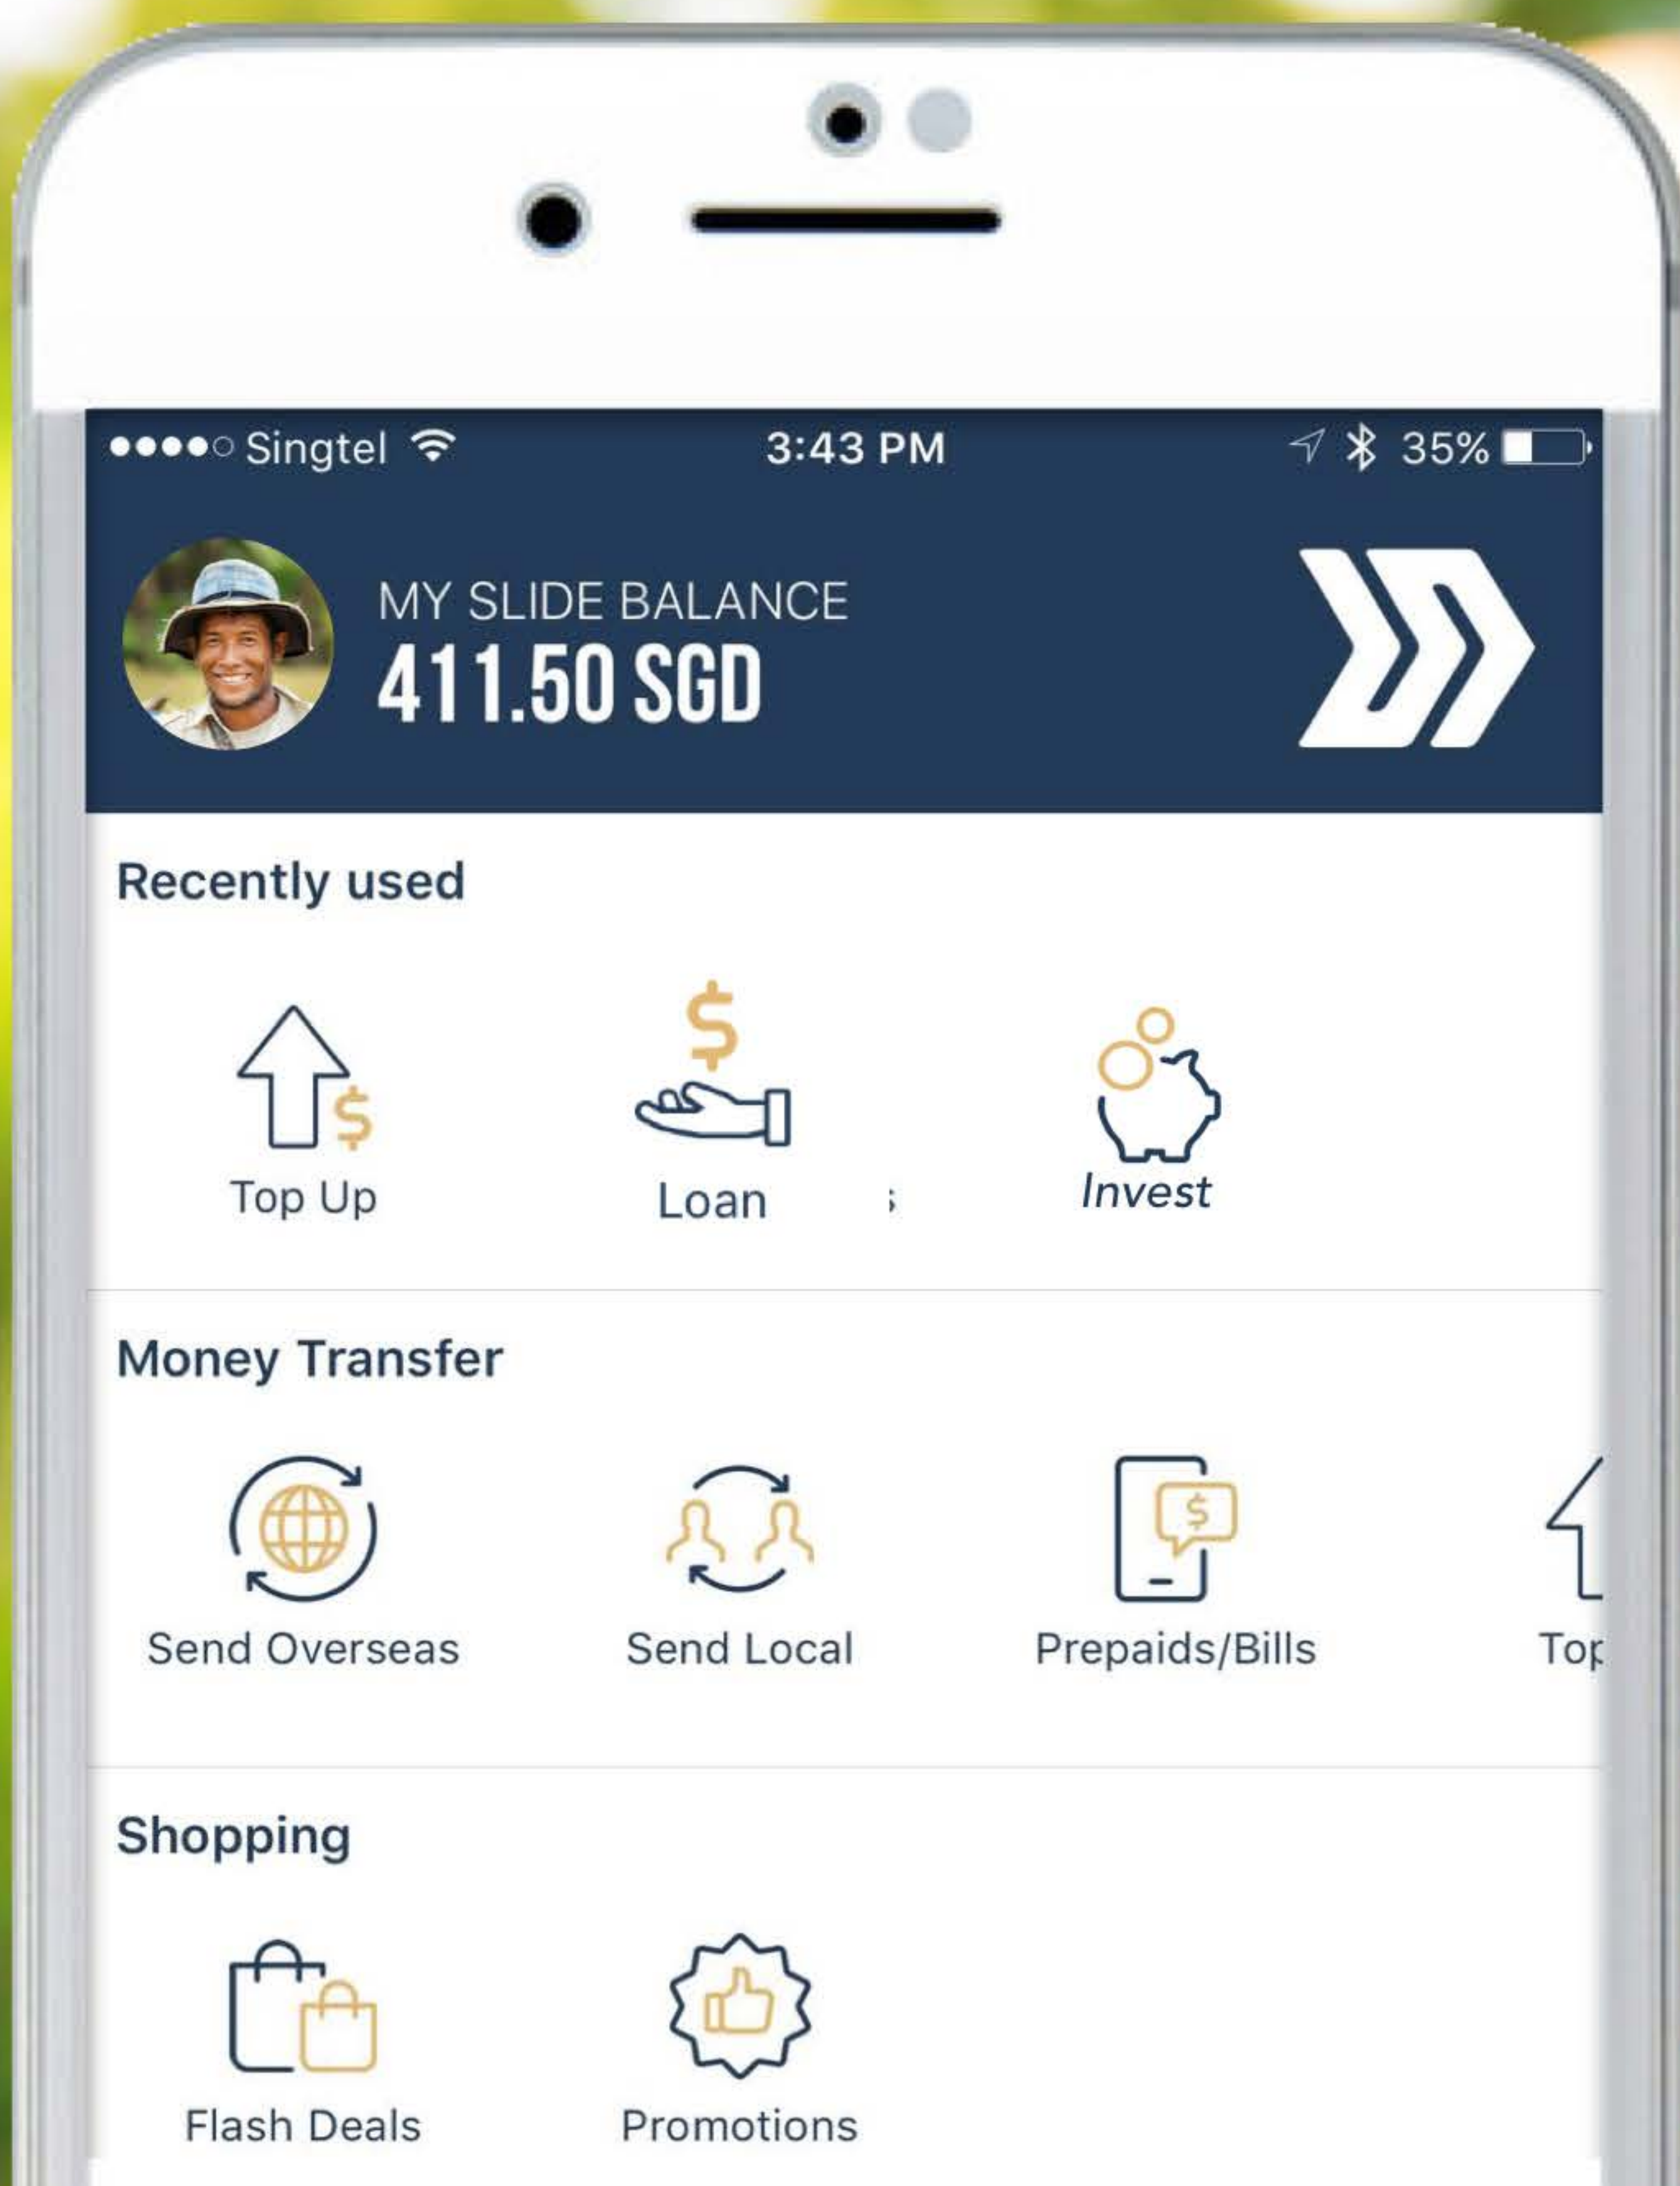 Singtel 3:43 PM 35%
MY SLIDE BALANCE
411.50 SGD
Recently used
$
$
Top Up Loan s Invest
Money Transfer
$
Send Overseas Send Local Prepaids/Bills Top
Shopping
Flash Deals Promotions